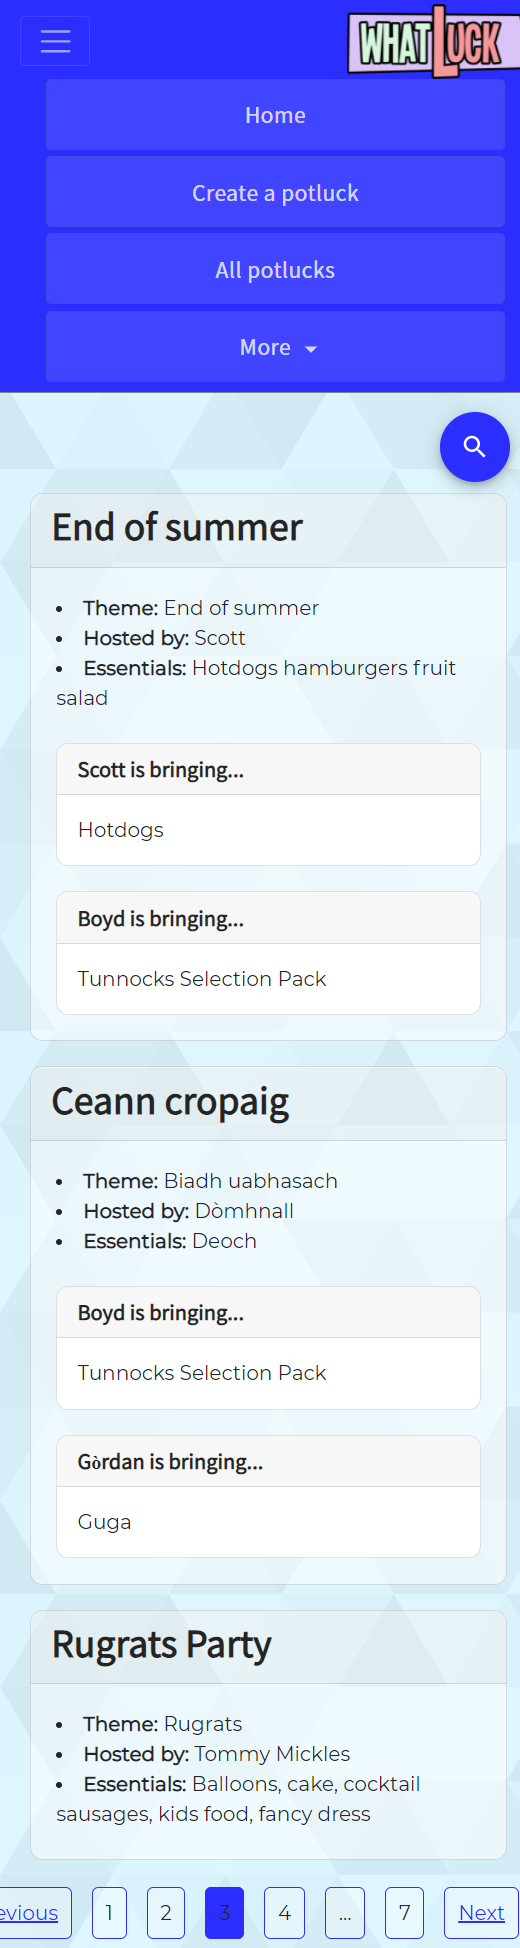 WHATLUCK
Home
Create a potluck
All potlucks
More
End of summer
• Theme: End of summer
• Hosted by: Scott
• Essentials: Hotdogs hamburgers fruit
salad
Scott is bringing...
Hotdogs
Boyd is bringing...
Tunnocks Selection Pack
Ceann cropaig
• Theme: Biadh uabhasach
• Hosted by: Dòmhnall
• Essentials: Deoch
Boyd is bringing...
Tunnocks Selection Pack
Gòrdan is bringing...
Guga
Rugrats Party
• Theme: Rugrats
• Hosted by: Tommy Mickles
• Essentials: Balloons, cake, cocktail
sausages, kids food, fancy dress
evious 1 2 3 4 ... 7 Next